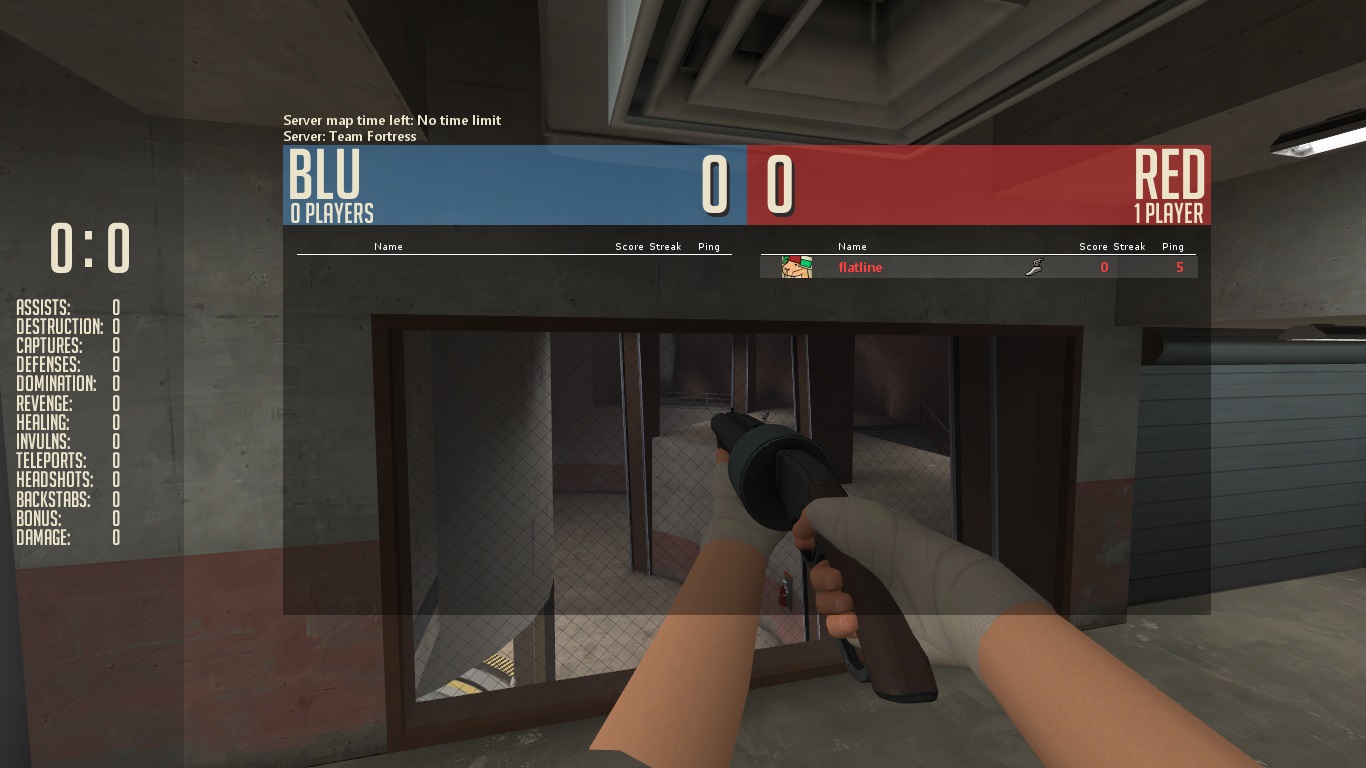 Server map time left: No time limit
Server: Team Fortress
BLU 0 0 RED
0 PLAYERS 1 PLAYER
Name Score Streak Ping Name Score Streak Ping
flatline 0 5
0:0
ASSISTS: 0
DESTRUCTION: 0
CAPTURES: 0
DEFENSES: 0
DOMINATION: 0
REVENGE: 0
HEALING: 0
INVULNS: 0
TELEPORTS: 0
HEADSHOTS: 0
BACKSTABS: 0
BONUS: 0
DAMAGE: 0